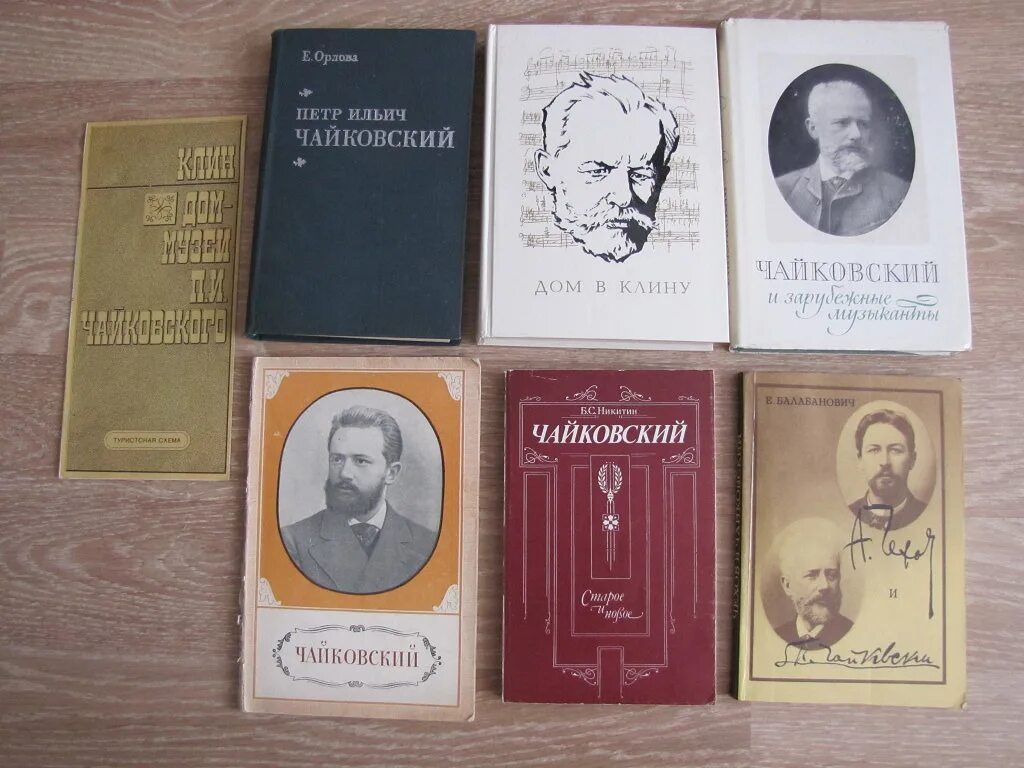 КЛИН
ДОМ-
МУЗЕЙ
П.И.
ЧАЙКОВСКОГО
ТУРИСТСКАЯ СХЕМА
Е. Орлова
ПЕТР ИЛЬИЧ
ЧАЙКОВСКИЙ
ДОМ В КЛИНУ
ЧАЙКОВСКИЙ
и зарубежные
музыканты
ЧАЙКОВСКИЙ
Б.С. Никитин
ЧАЙКОВСКИЙ
Старое
и новое
Е. БАЛАБАНОВИЧ
А. Чехов
И
П. Чайковски
ЧЕХОВ И ЧАЙКОВСКИЙ